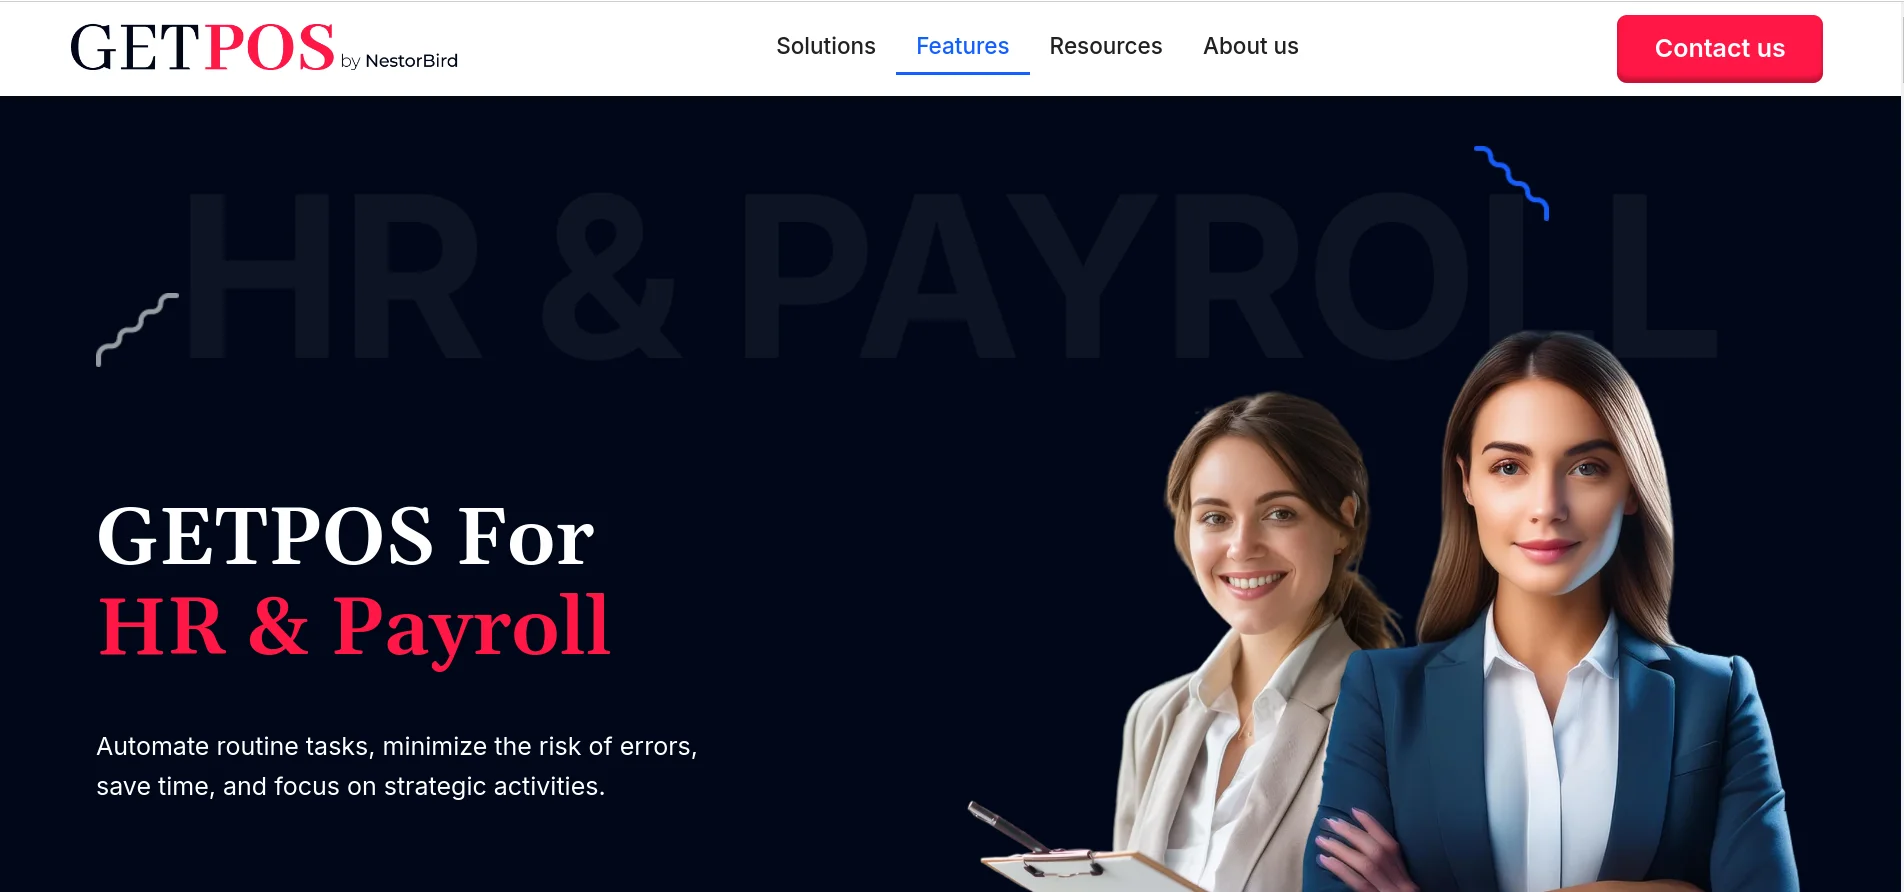 GETPOS by NestorBird
Solutions Features Resources About us
Contact us
HR & PAYROLL
GETPOS For
HR & Payroll
Automate routine tasks, minimize the risk of errors,
save time, and focus on strategic activities.